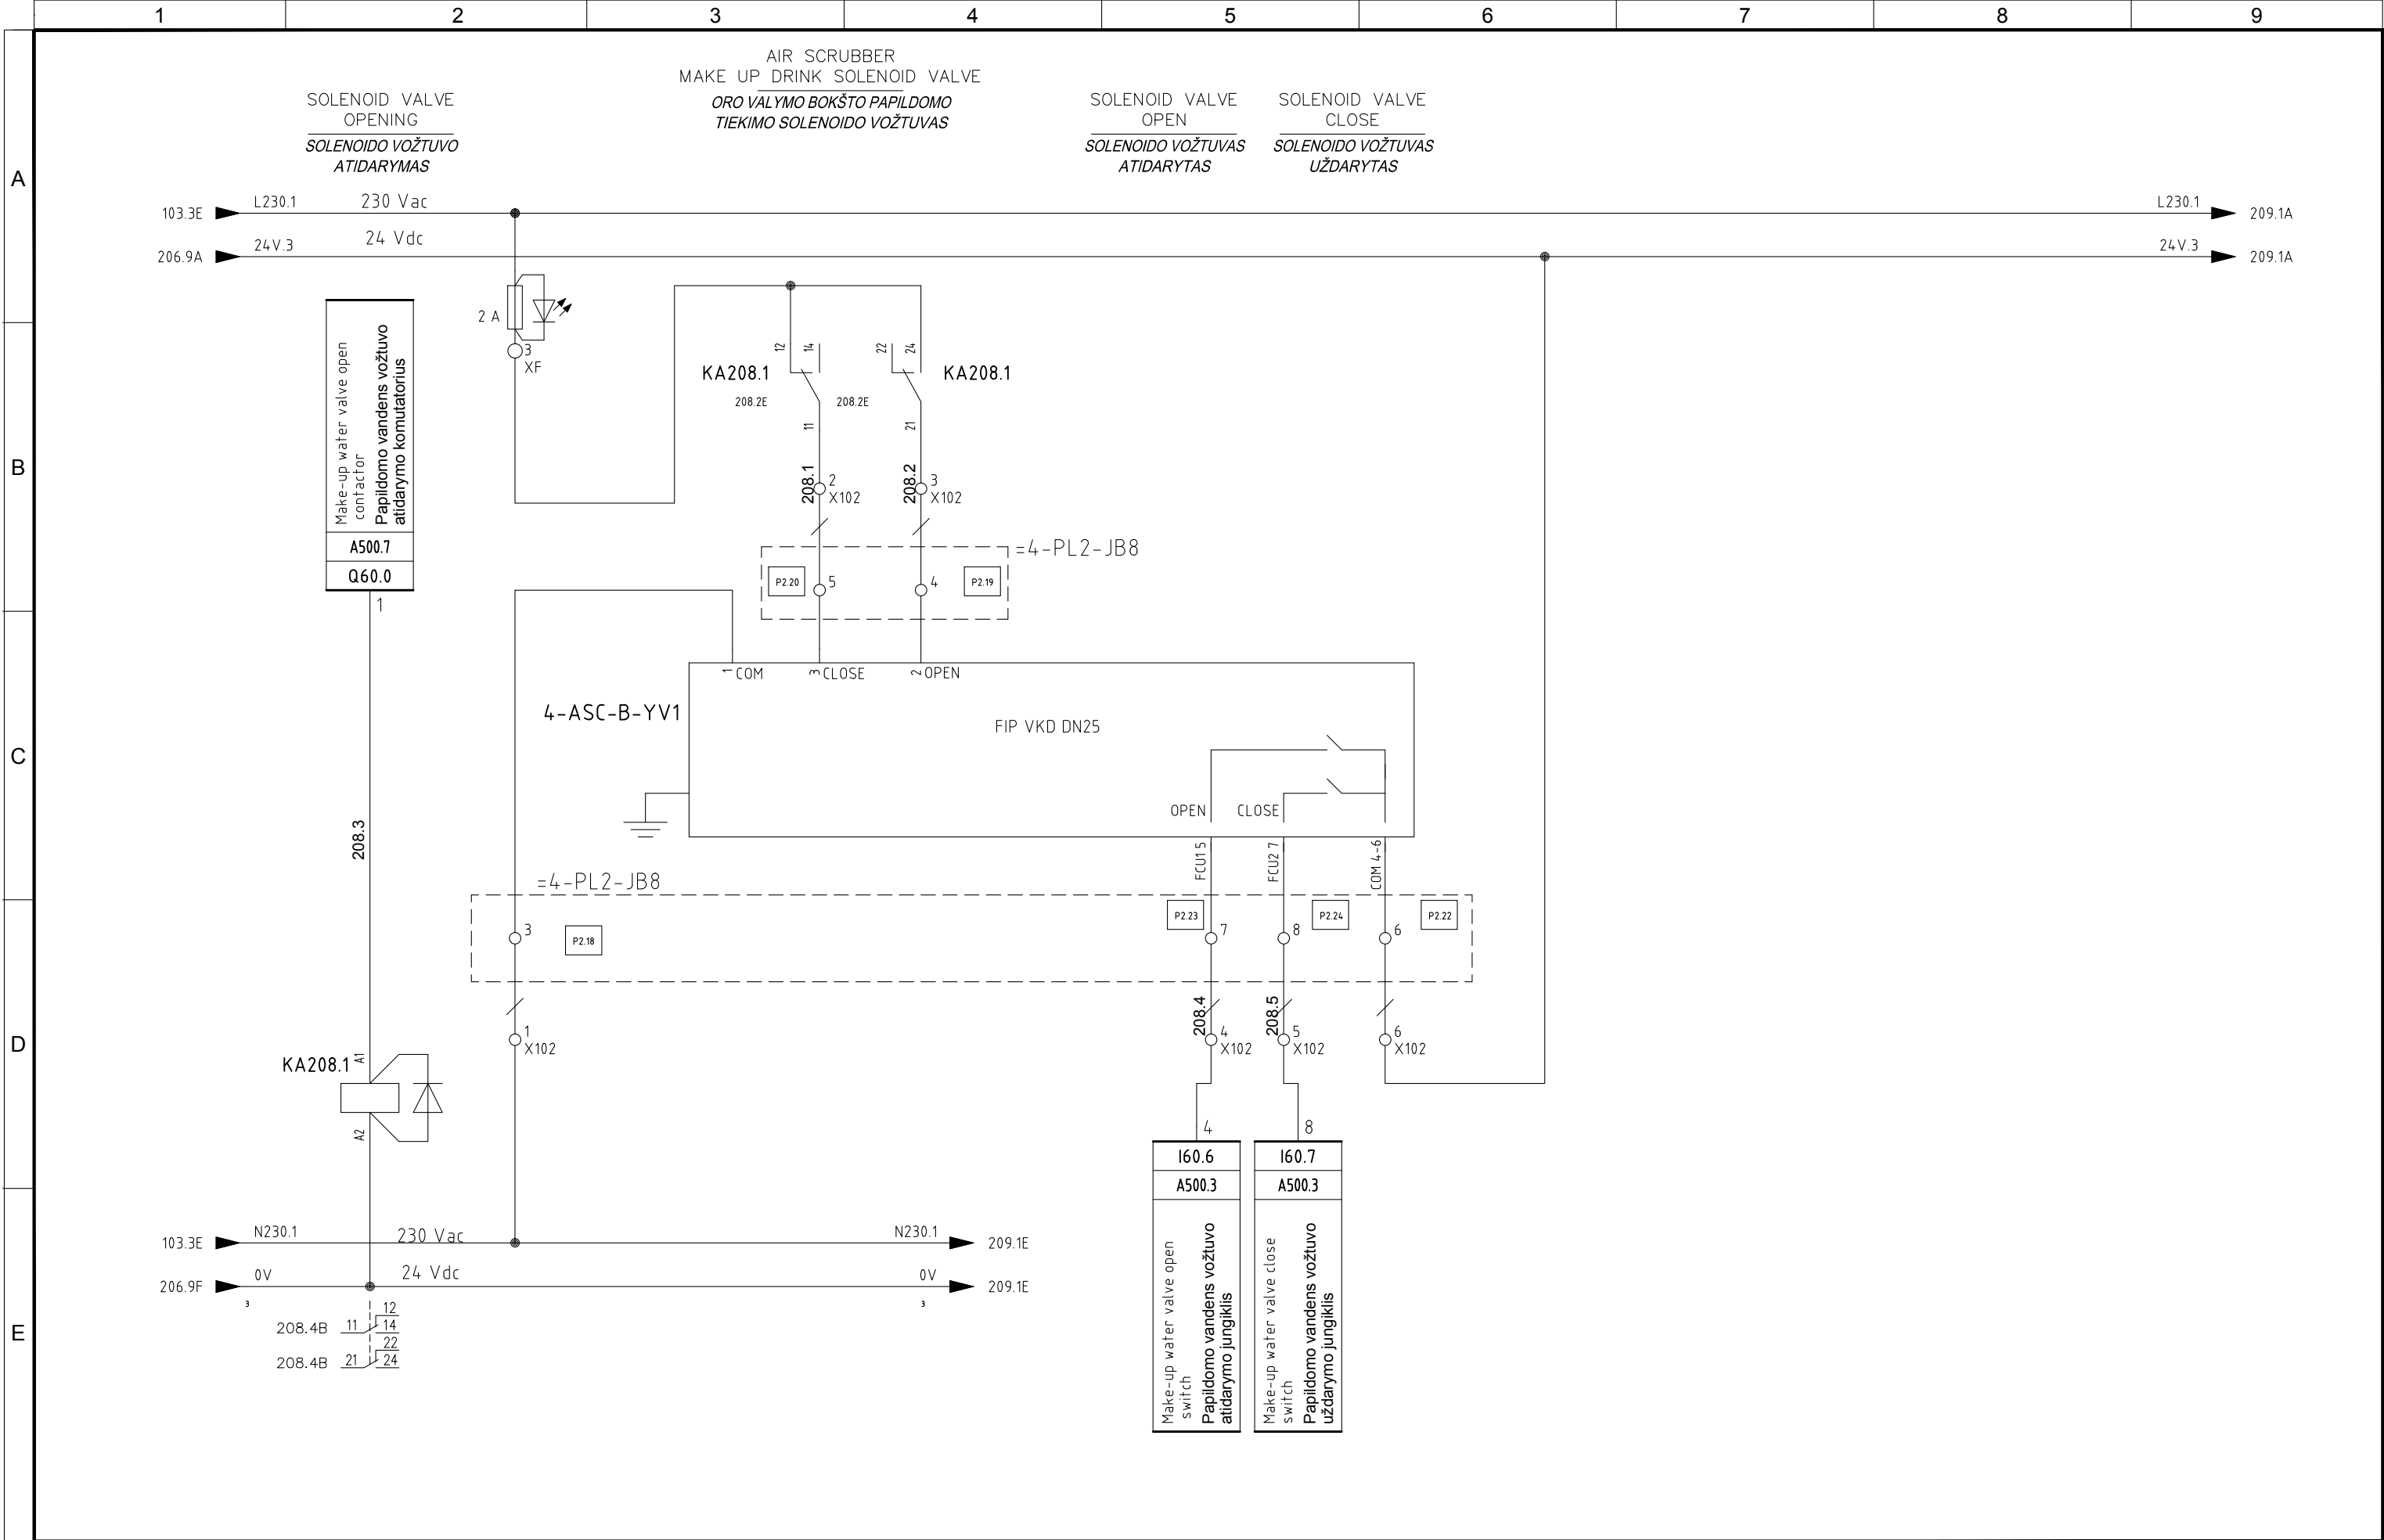 1 2 3 4 5 6 7 8 9
AIR SCRUBBER
MAKE UP DRINK SOLENOID VALVE
ORO VALYMO BOKŠTO PAPILDOMO
TIEKIMO SOLENOIDO VOŽTUVAS
SOLENOID VALVE
OPENING
SOLENOIDO VOŽTUVO
ATIDARYMAS
SOLENOID VALVE
OPEN
SOLENOIDO VOŽTUVAS
ATIDARYTAS
SOLENOID VALVE
CLOSE
SOLENOIDO VOŽTUVAS
UŽDARYTAS
A
103.3E L230.1 230 Vac L230.1 209.1A
206.9A 24V.3 24 Vdc 24V.3 209.1A
2 A
3
XF
Make-up water valve open
contactor
Papildomo vandens vožtuvo
atidarymo komutatorius
A500.7
Q60.0
1
12 14 22 24
KA208.1 KA208.1
208.2E 208.2E
11 21
B
208.1 2 208.2 3
X102 X102
=4-PL2-JB8
P2.20 5 4 P2.19
1 COM 3 CLOSE 2 OPEN
4-ASC-B-YV1
FIP VKD DN25
C
OPEN CLOSE
208.3
FCU1 5 FCU2 7 COM 4-6
=4-PL2-JB8
P2.23 P2.24 P2.22
3 P2.18 7 8 6
208.4 208.5
D
1 4 5 6
X102 X102 X102 X102
KA208.1 A1
A2
4 8
I60.6 I60.7
A500.3 A500.3
Make-up water valve open
switch
Papildomo vandens vožtuvo
atidarymo jungiklis
Make-up water valve close
switch
Papildomo vandens vožtuvo
uždarymo jungiklis
103.3E N230.1 230 Vac N230.1 209.1E
206.9F 0V 24 Vdc 0V 209.1E
3 3
E
12
208.4B 11 14
22
208.4B 21 24